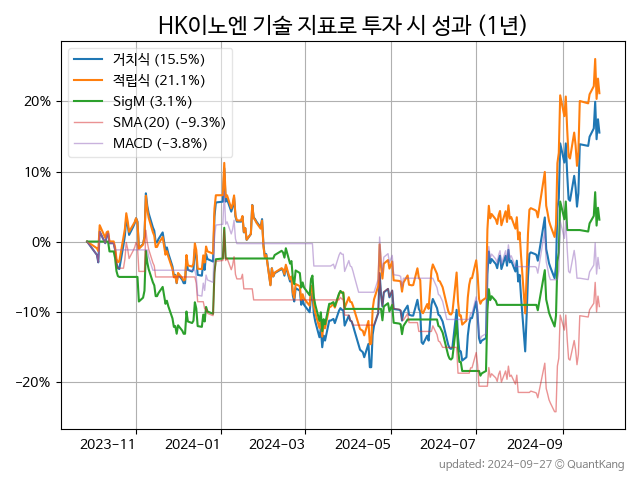 HK이노엔 기술 지표로 투자 시 성과 (1년)
거치식 (15.5%)
적립식 (21.1%)
SigM (3.1%)
SMA(20) (−9.3%)
MACD (−3.8%)
20%
10%
0%
−10%
−20%
2023-11 2024-01 2024-03 2024-05 2024-07 2024-09
updated: 2024-09-27 © QuantKang